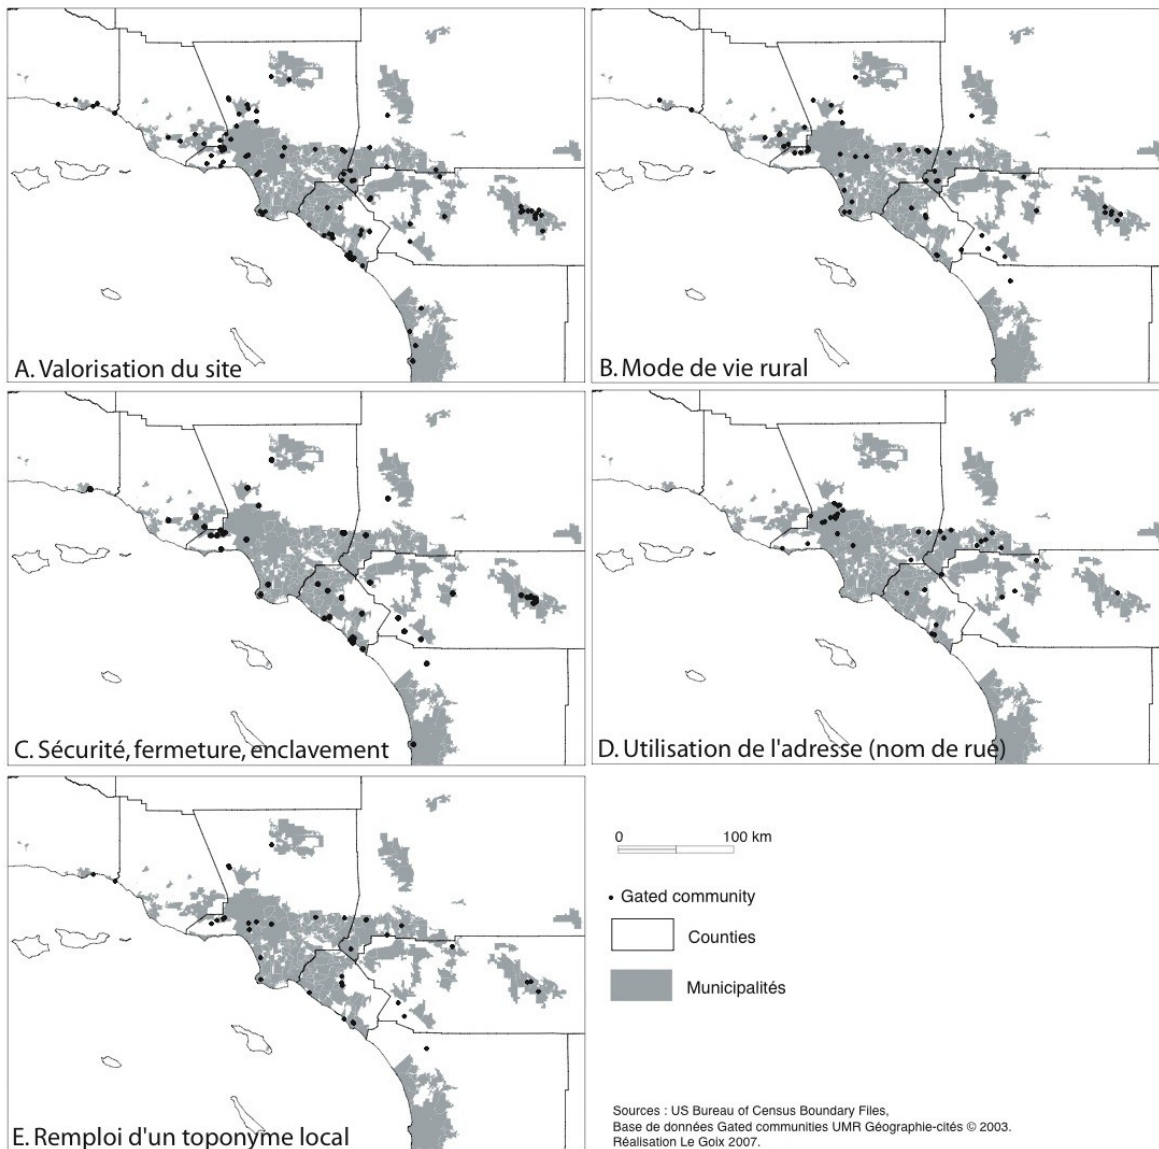 A. Valorisation du site
B. Mode de vie rural
C. Sécurité, fermeture, enclavement
D. Utilisation de l'adresse (nom de rue)
E. Remploi d'un toponyme local
0 100 km
Gated community
Counties
Municipalités
Sources : US Bureau of Census Boundary Files,
Base de données Gated communities UMR Géographie-cités © 2003.
Réalisation Le Goix 2007.